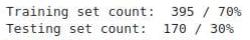 Training set count:  395 / 70%
Testing set count:  170 / 30%